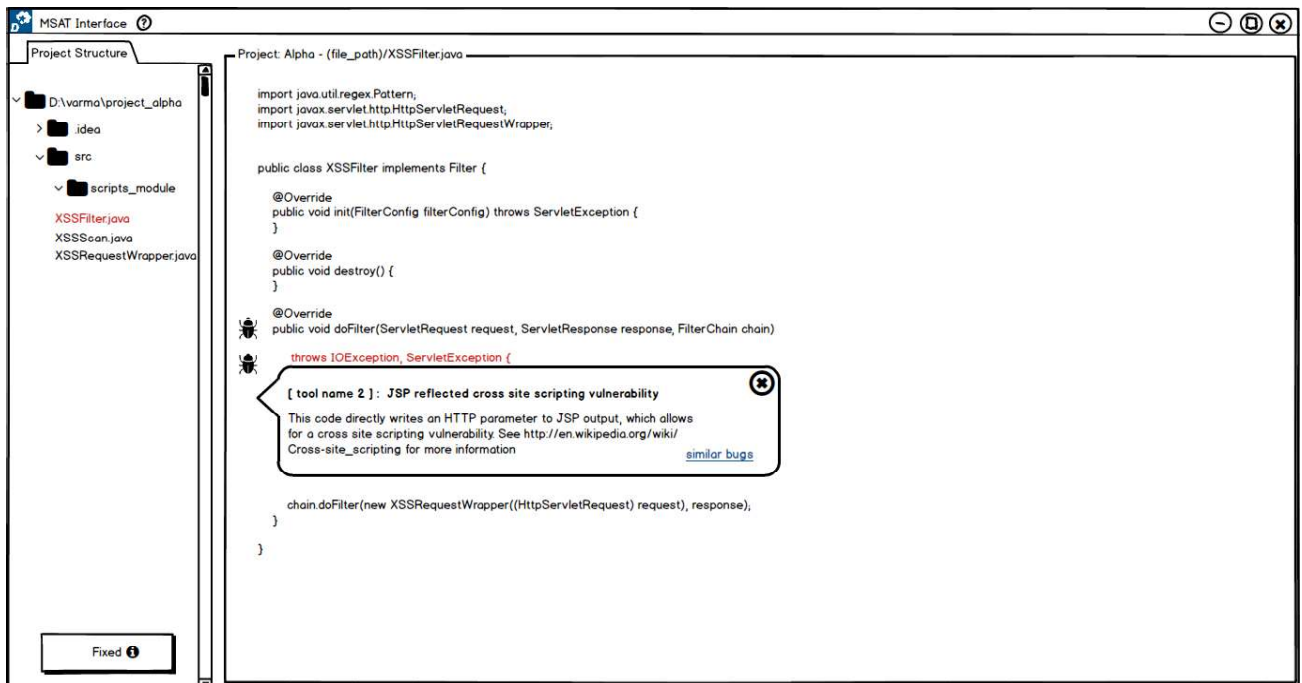 MSAT Interface
Project Structure
D:\varma\project_alpha
.idea
src
scripts_module
XSSFilter.java
XSSScan.java
XSSRequestWrapper.java
Fixed
Project: Alpha - (file_path)/XSSFilter.java
import java.util.regex.Pattern;
import javax.servlet.http.HttpServletRequest;
import javax.servlet.http.HttpServletRequestWrapper;
public class XSSFilter implements Filter {
@Override
public void init(FilterConfig filterConfig) throws ServletException {
}
@Override
public void destroy() {
}
@Override
public void doFilter(ServletRequest request, ServletResponse response, FilterChain chain)
throws IOException, ServletException {
[ tool name 2 ] : JSP reflected cross site scripting vulnerability
This code directly writes an HTTP parameter to JSP output, which allows
for a cross site scripting vulnerability. See http://en.wikipedia.org/wiki/
Cross-site_scripting for more information
similar bugs
chain.doFilter(new XSSRequestWrapper((HttpServletRequest) request), response);
}
}